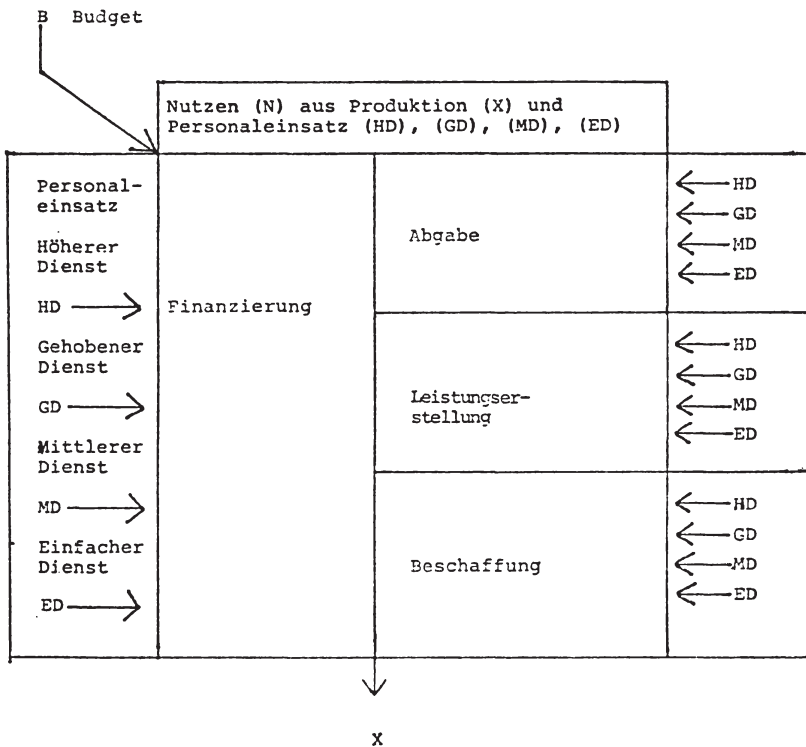 B Budget
Nutzen (N) aus Produktion (X) und
Personaleinsatz (HD), (GD), (MD), (ED)
Personal-
einsatz
Höherer
Dienst
HD
Gehobener
Dienst
GD
Mittlerer
Dienst
MD
Einfacher
Dienst
ED
Finanzierung
Abgabe
HD
GD
MD
ED
Leistungser-
stellung
HD
GD
MD
ED
Beschaffung
HD
GD
MD
ED
X